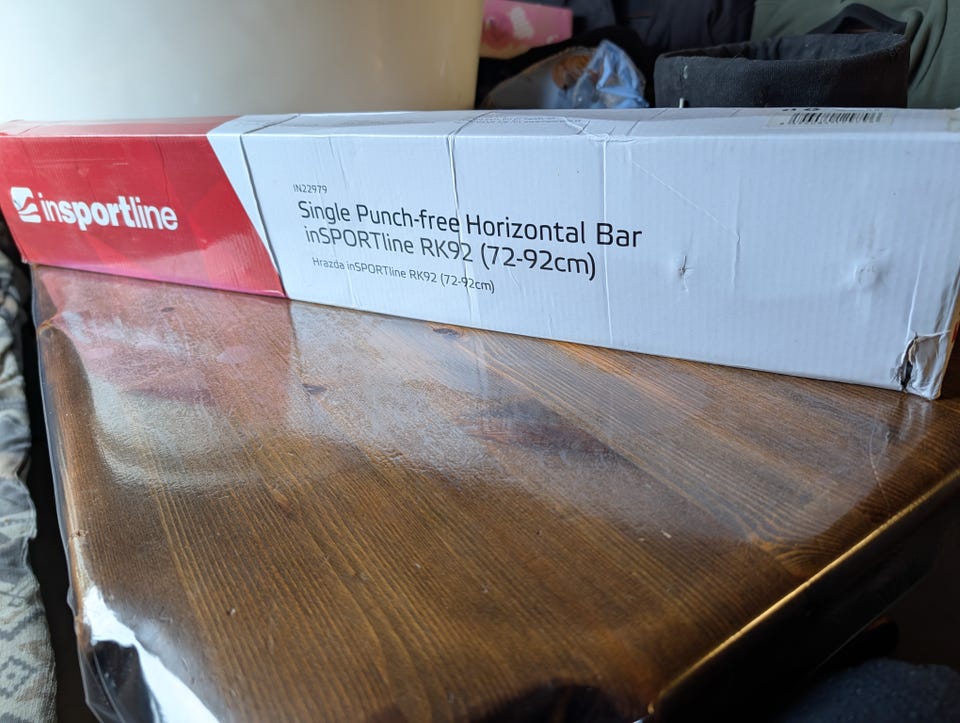 insportline
IN22979
Single Punch-free Horizontal Bar
inSPORTline RK92 (72-92cm)
Hrazda inSPORTline RK92 (72-92cm)